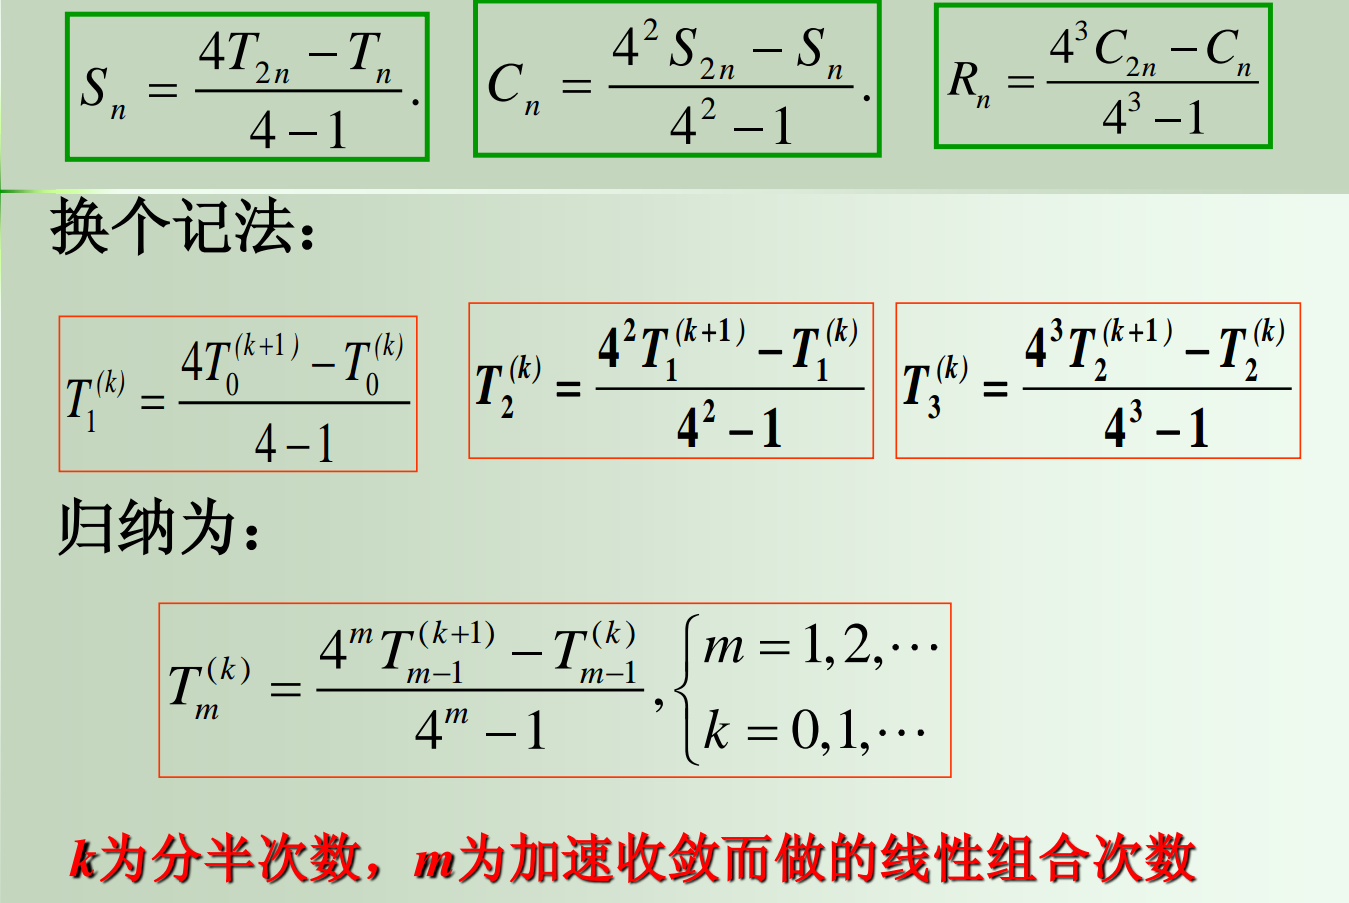 S_n = \frac{4T_{2n} - T_n}{4 - 1}.
C_n = \frac{4^2 S_{2n} - S_n}{4^2 - 1}.
R_n = \frac{4^3 C_{2n} - C_n}{4^3 - 1}
换个记法：
T_1^{(k)} = \frac{4T_0^{(k+1)} - T_0^{(k)}}{4 - 1}
T_2^{(k)} = \frac{4^2 T_1^{(k+1)} - T_1^{(k)}}{4^2 - 1}
T_3^{(k)} = \frac{4^3 T_2^{(k+1)} - T_2^{(k)}}{4^3 - 1}
归纳为：
T_m^{(k)} = \frac{4^m T_{m-1}^{(k+1)} - T_{m-1}^{(k)}}{4^m - 1}, \begin{cases} m = 1, 2, \cdots \\ k = 0, 1, \cdots \end{cases}
k为分半次数，m为加速收敛而做的线性组合次数